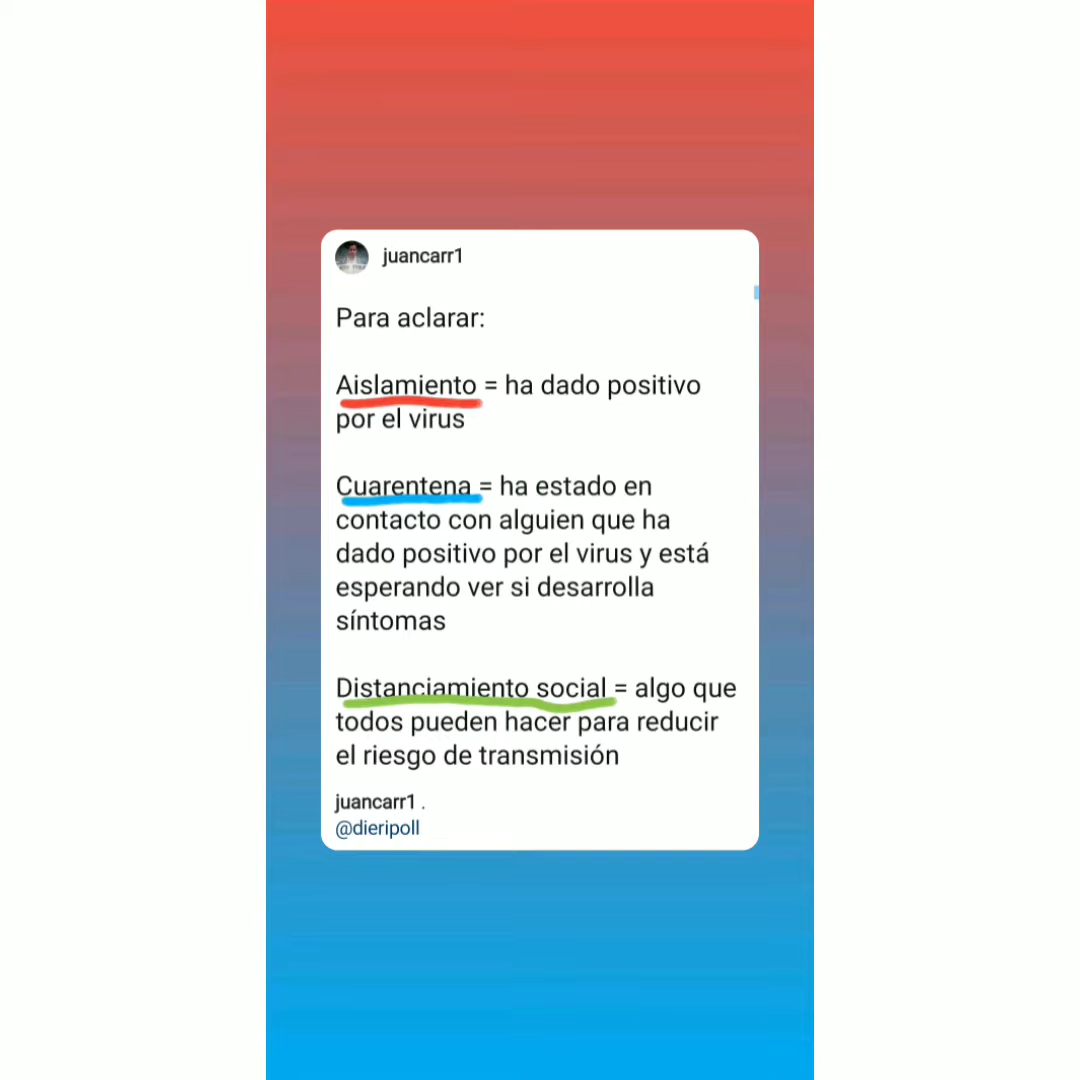 juancarr1
Para aclarar:
Aislamiento = ha dado positivo
por el virus
Cuarentena = ha estado en
contacto con alguien que ha
dado positivo por el virus y está
esperando ver si desarrolla
síntomas
Distanciamiento social = algo que
todos pueden hacer para reducir
el riesgo de transmisión
juancarr1 .
@dieripoll